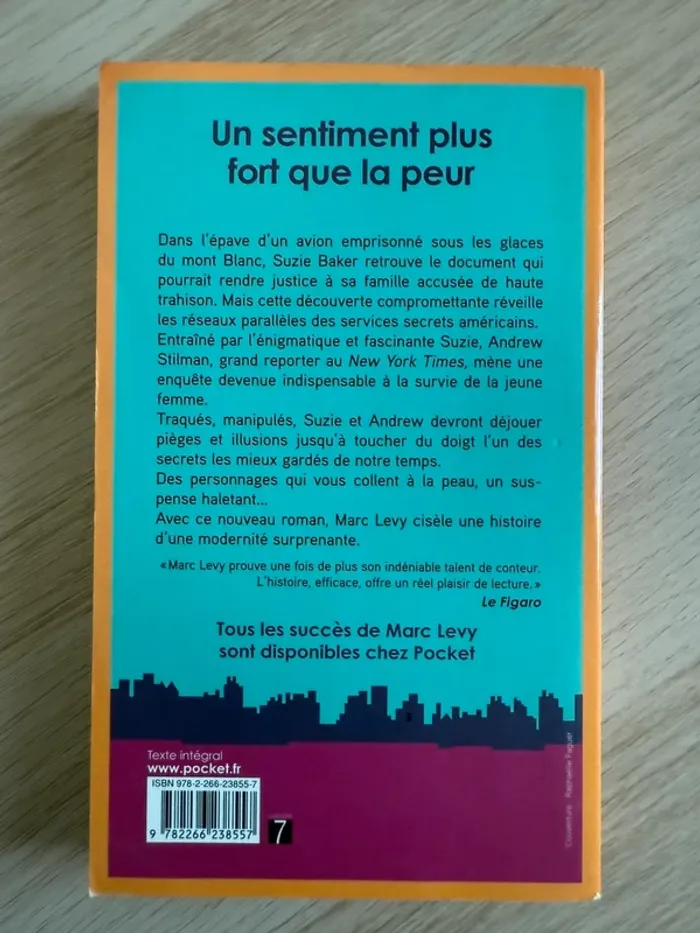 Un sentiment plus
fort que la peur
Dans l'épave d'un avion emprisonné sous les glaces
du mont Blanc, Suzie Baker retrouve le document qui
pourrait rendre justice à sa famille accusée de haute
trahison. Mais cette découverte compromettante réveille
les réseaux parallèles des services secrets américains.
Entraîné par l'énigmatique et fascinante Suzie, Andrew
Stilman, grand reporter au New York Times, mène une
enquête devenue indispensable à la survie de la jeune
femme.
Traqués, manipulés, Suzie et Andrew devront déjouer
pièges et illusions jusqu'à toucher du doigt l'un des
secrets les mieux gardés de notre temps.
Des personnages qui vous collent à la peau, un sus-
pense haletant...
Avec ce nouveau roman, Marc Levy cisèle une histoire
d'une modernité surprenante.
« Marc Levy prouve une fois de plus son indéniable talent de conteur.
L'histoire, efficace, offre un réel plaisir de lecture. »
Le Figaro
Tous les succès de Marc Levy
sont disponibles chez Pocket
Texte intégral
www.pocket.fr
ISBN 978-2-266-23855-7
9 782266 238557
7
Couverture : Raphaëlle Faguer